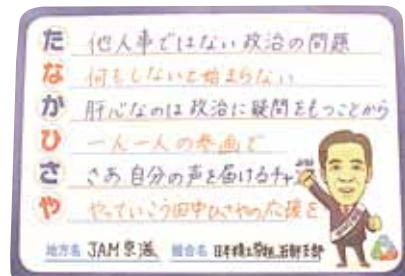 た 他人事ではない政治の問題
な 何もしないと始まらない
か 肝心なのは政治に疑問をもつことから
ひ 一人一人の参画で
さ さあ自分の声を届けるチャンス
や やっていこう田中ひさやの応援を
地方名 JAM京滋 組合名 日本精工労組 石部支部